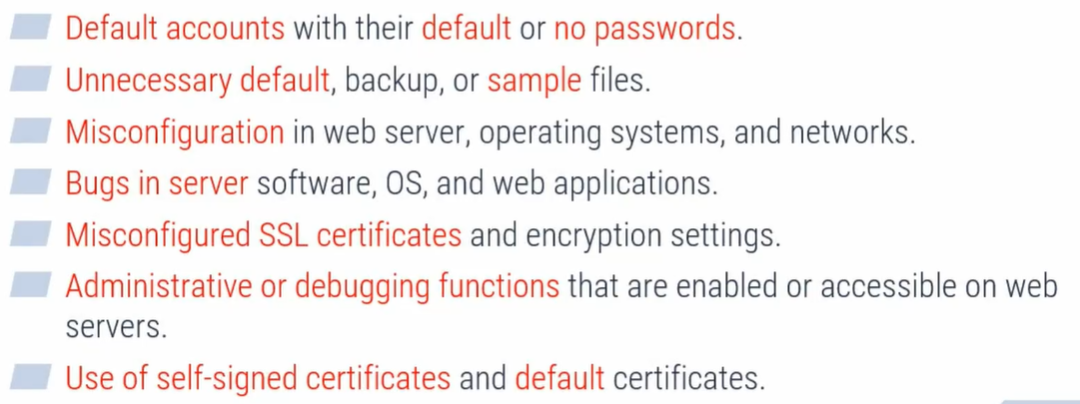 Default accounts with their default or no passwords.
Unnecessary default, backup, or sample files.
Misconfiguration in web server, operating systems, and networks.
Bugs in server software, OS, and web applications.
Misconfigured SSL certificates and encryption settings.
Administrative or debugging functions that are enabled or accessible on web
servers.
Use of self-signed certificates and default certificates.